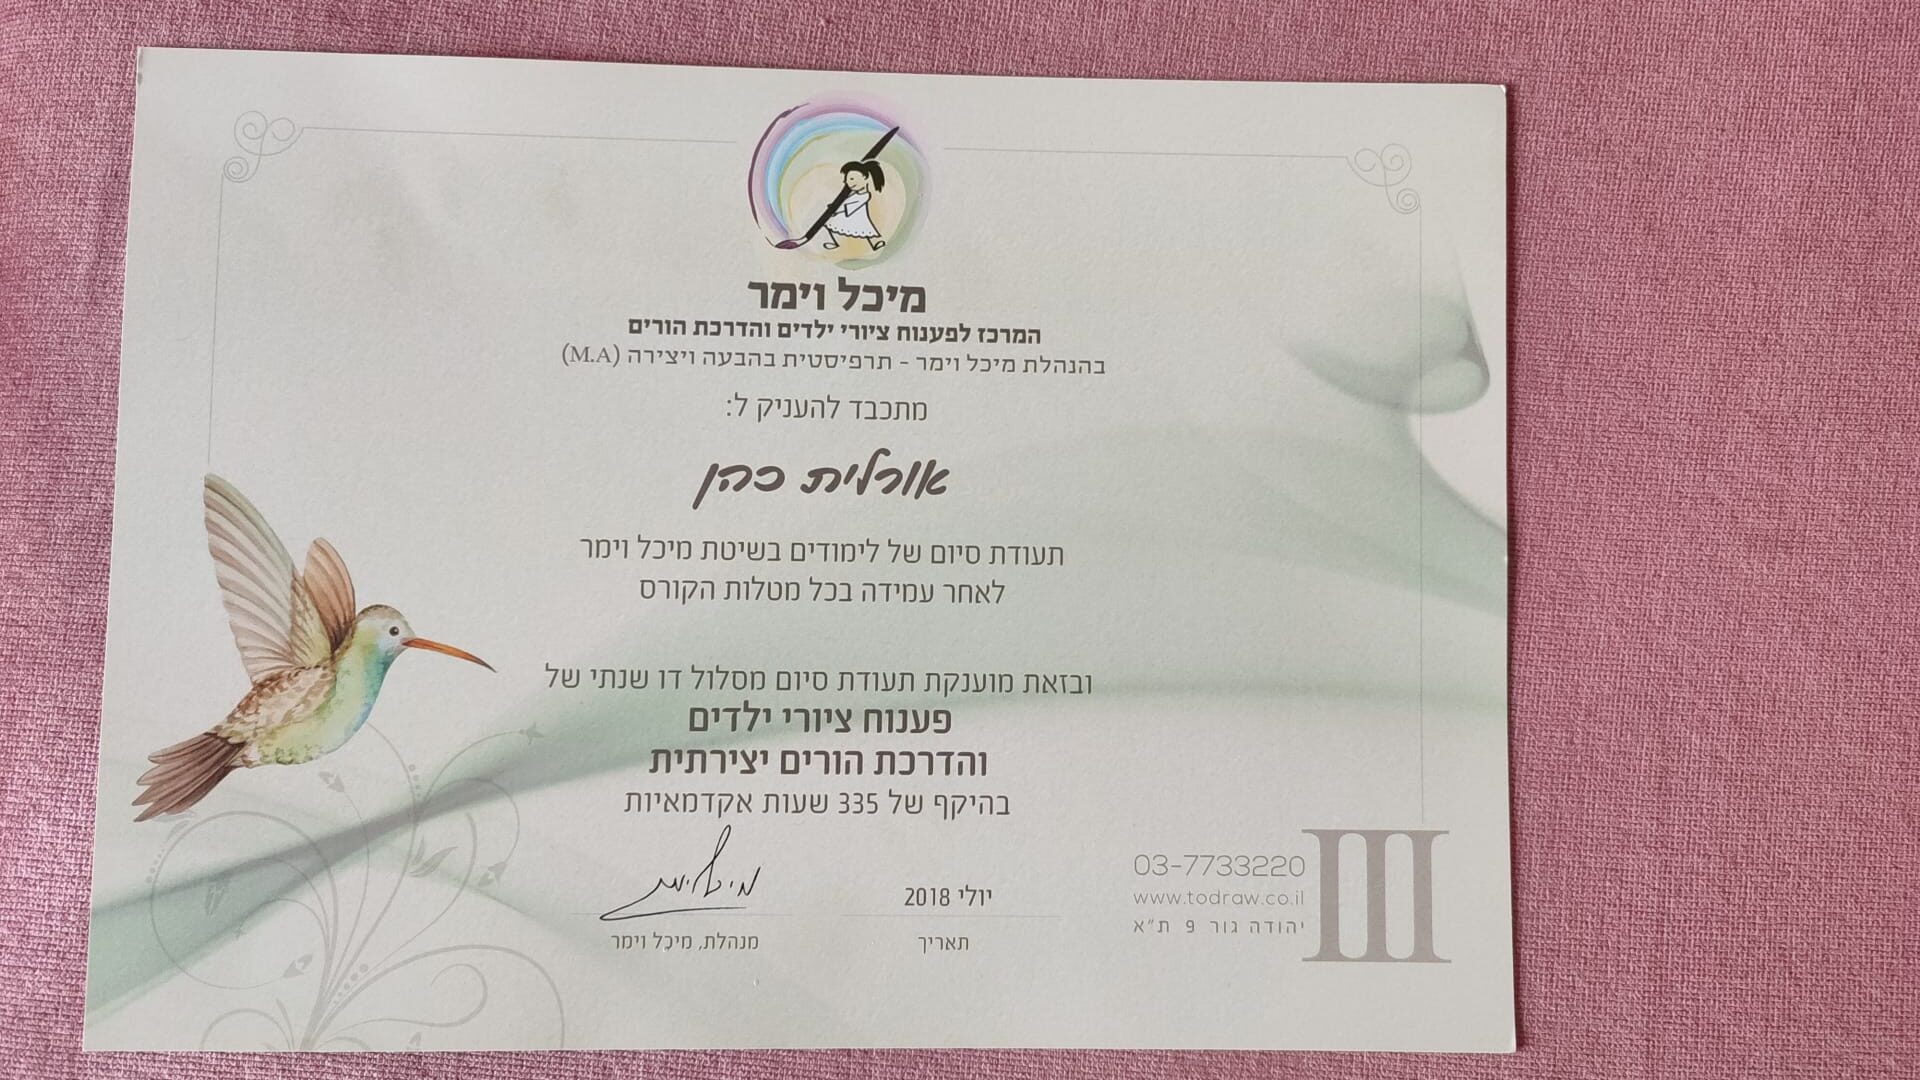 מיכל וימר
המרכז לפענוח ציורי ילדים והדרכת הורים
בהנהלת מיכל וימר - תרפיסטית בהבעה ויצירה (M.A)
מתכבד להעניק ל:
אורלית כהן
תעודת סיום של לימודים בשיטת מיכל וימר
לאחר עמידה בכל מטלות הקורס
ובזאת מוענקת תעודת סיום מסלול דו שנתי של
פענוח ציורי ילדים
והדרכת הורים יצירתית
בהיקף של 335 שעות אקדמאיות
יולי 2018
תאריך
מנהלת, מיכל וימר
03-7733220
www.todraw.co.il
יהודה גור 9 ת"א